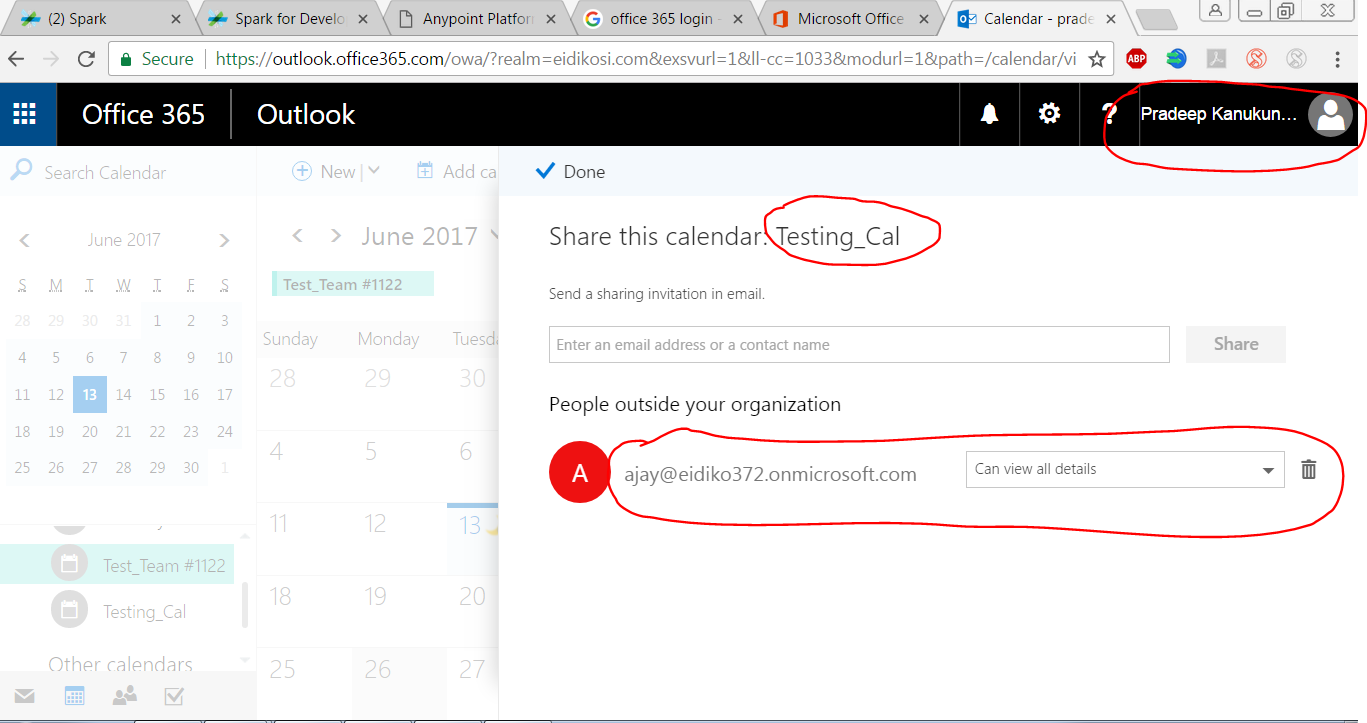 (2) Spark
Spark for Develo
Anypoint Platforr
office 365 login -
Microsoft Office
Calendar - prade
Secure
https://outlook.office365.com/owa/?realm=eidikosi.com&exsvurl=1&ll-cc=1033&modurl=1&path=/calendar/vi
ABP
Office 365
Outlook
?
Pradeep Kanukun...
Search Calendar
New
Add ca
Done
June 2017
June 2017
Share this calendar: Testing_Cal
Test_Team #1122
Send a sharing invitation in email.
S M T W T F S
28 29 30 31 1 2 3
4 5 6 7 8 9 10
11 12 13 14 15 16 17
18 19 20 21 22 23 24
25 26 27 28 29 30 1
Sunday Monday Tuesd
28 29 30
4 5 6
11 12 13
18 19 20
25 26 27
Enter an email address or a contact name
Share
People outside your organization
A
ajay@eidiko372.onmicrosoft.com
Can view all details
Test_Team #1122
Testing_Cal
Other calendars